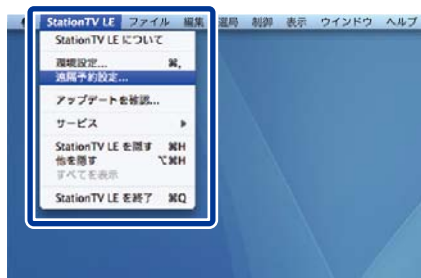 StationTV LE ファイル 編集 選局 制御 表示 ウインドウ ヘルプ
StationTV LE について
環境設定... ⌘,
遠隔予約設定...
アップデートを確認...
サービス ▶
StationTV LE を隠す ⌘H
他を隠す ⌥⌘H
すべてを表示
StationTV LE を終了 ⌘Q